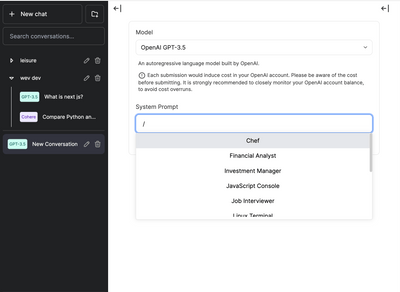 + New chat
Search conversations...
leisure
wev dev
GPT-3.5 What is next js?
Cohere Compare Python an...
GPT-3.5 New Conversation
Model
OpenAI GPT-3.5
An autoregressive language model built by OpenAI.
Each submission would induce cost in your OpenAI account. Please be aware of the cost
before submitting. It is strongly recommended to closely monitor your OpenAI account balance,
to avoid cost overruns.
System Prompt
/
Chef
Financial Analyst
Investment Manager
JavaScript Console
Job Interviewer
Linux Terminal